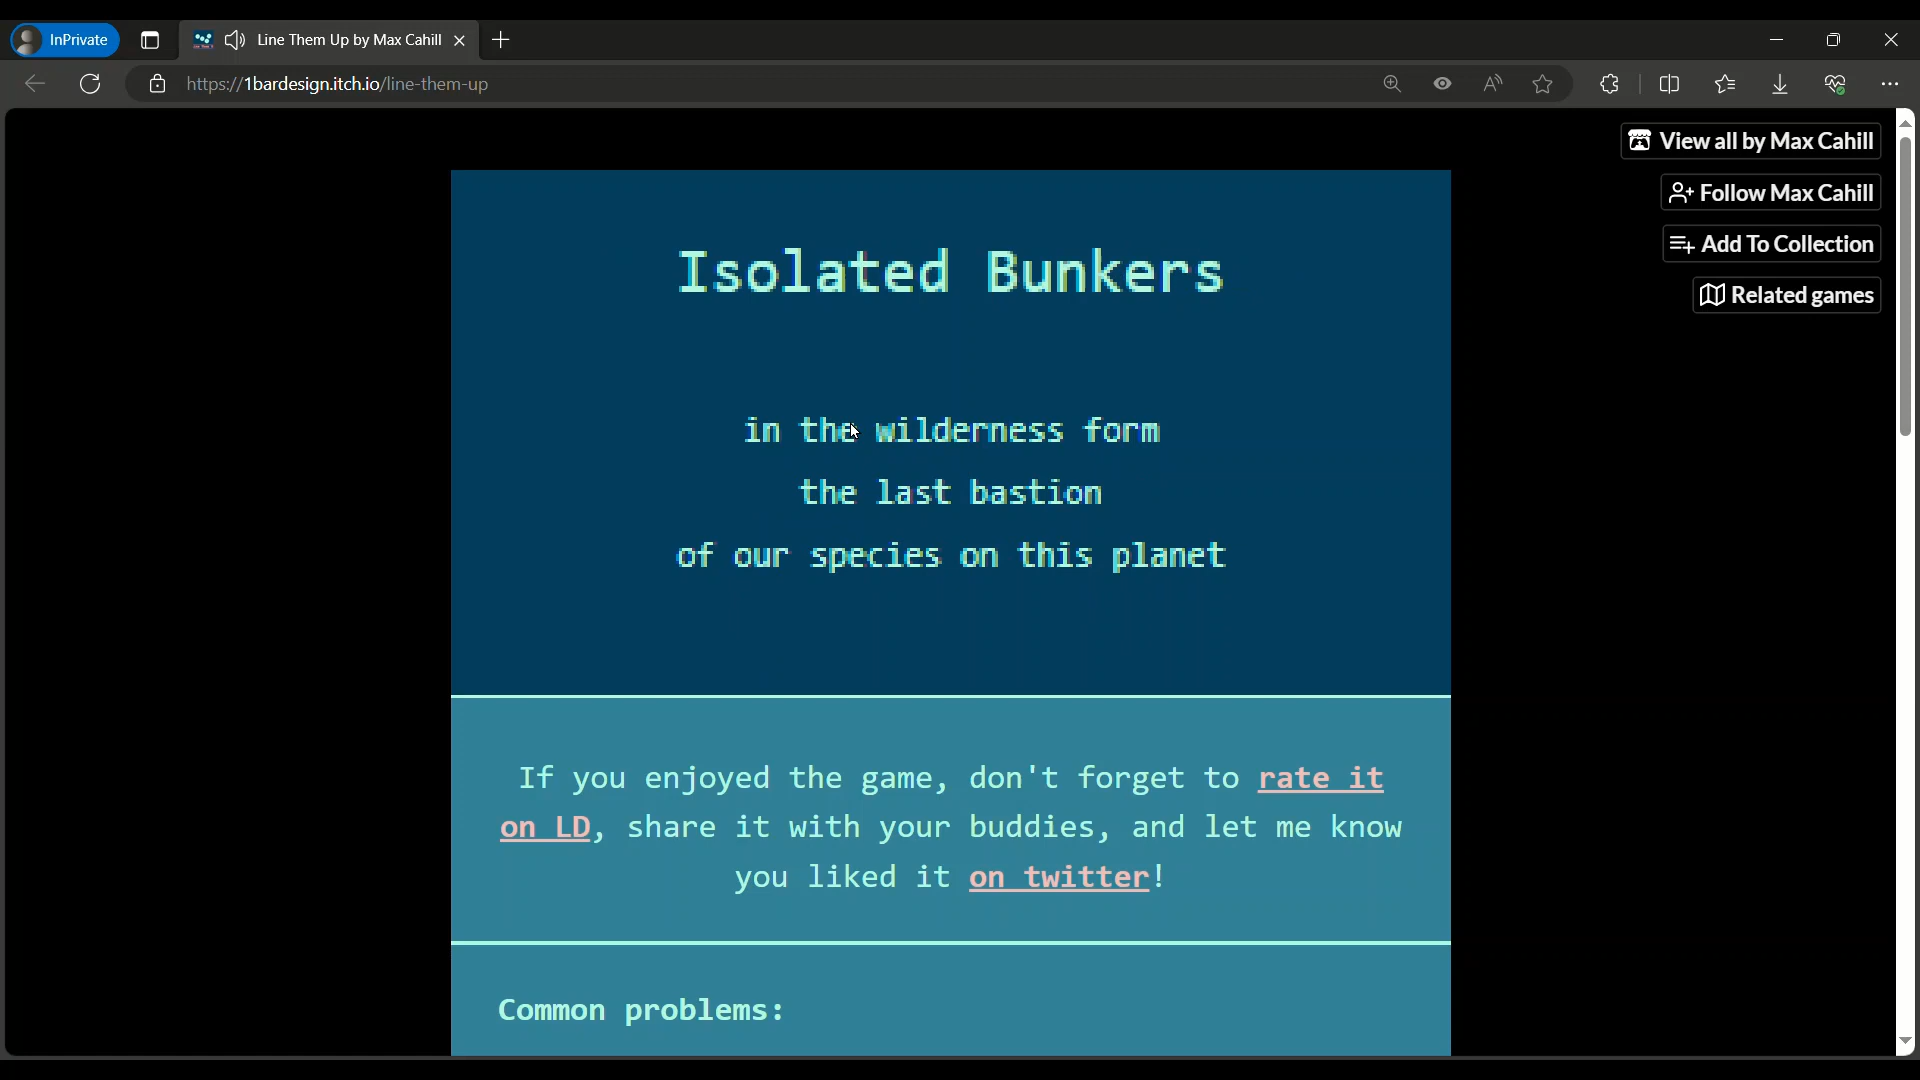 InPrivate
Line Them Up by Max Cahill
https://1bardesign.itch.io/line-them-up
View all by Max Cahill
Follow Max Cahill
Add To Collection
Related games
Isolated Bunkers
in the wilderness form
the last bastion
of our species on this planet
If you enjoyed the game, don't forget to rate it
on LD, share it with your buddies, and let me know
you liked it on twitter!
Common problems: